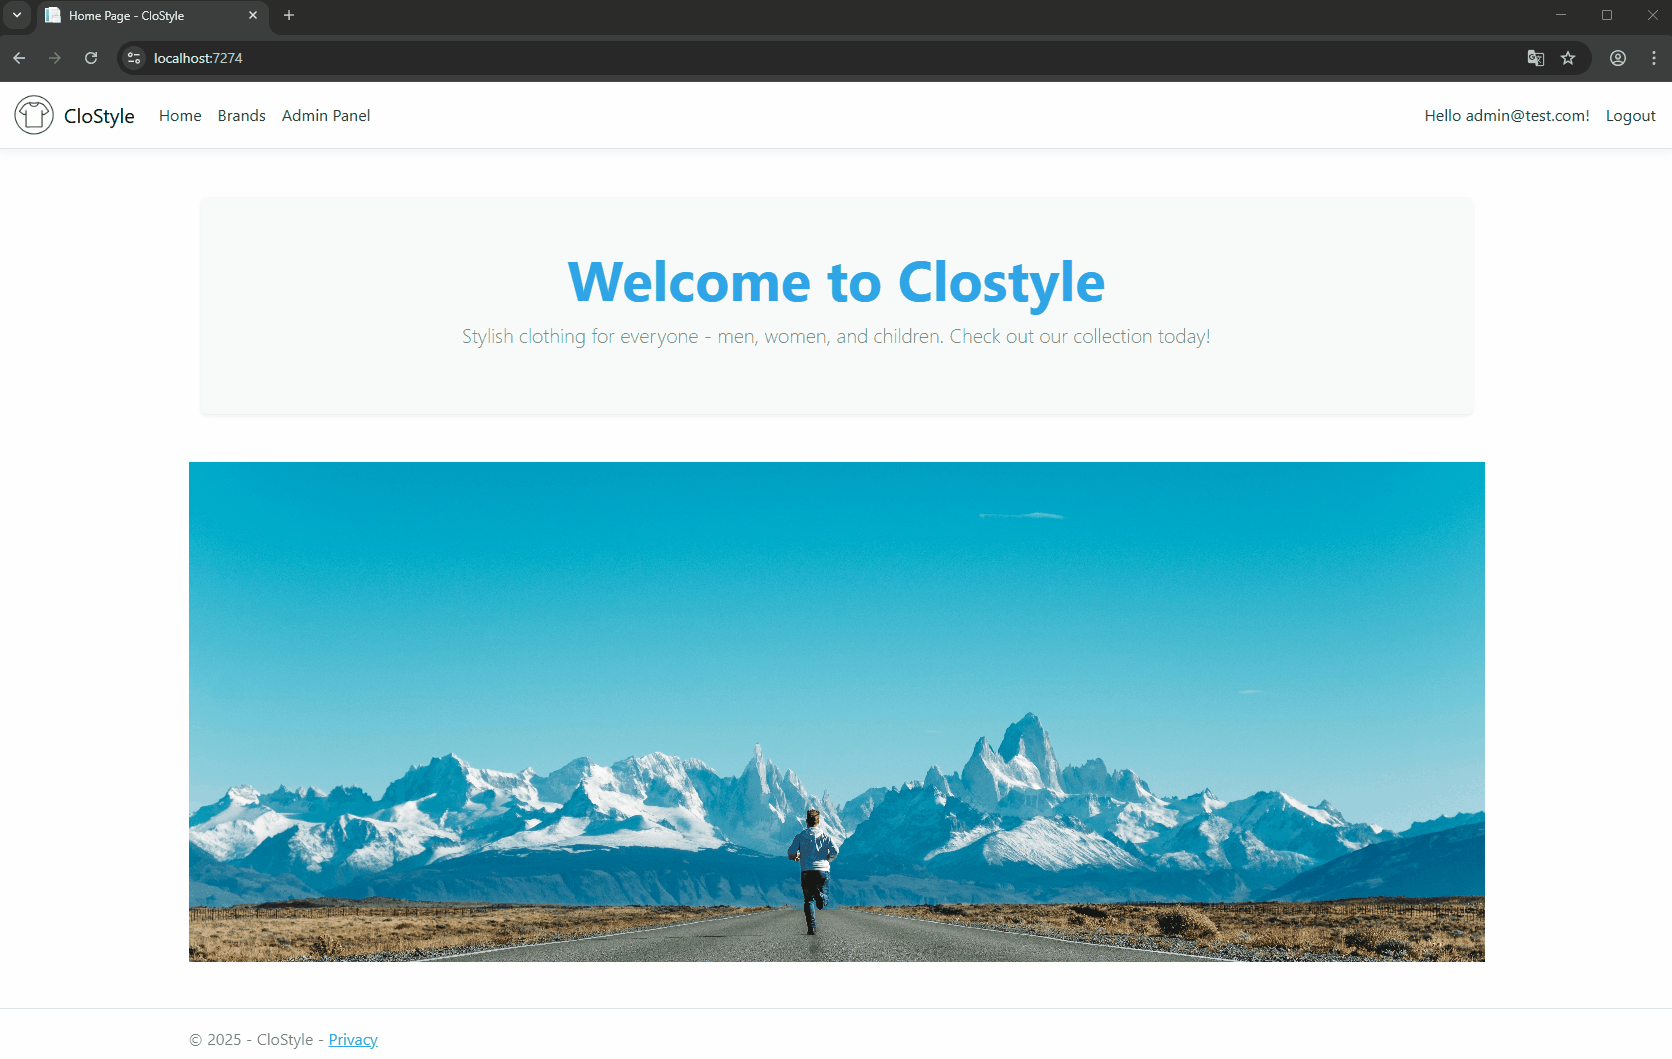 Home Page - CloStyle
localhost:7274
CloStyle Home Brands Admin Panel Hello admin@test.com! Logout
Welcome to Clostyle
Stylish clothing for everyone - men, women, and children. Check out our collection today!
© 2025 - CloStyle - Privacy